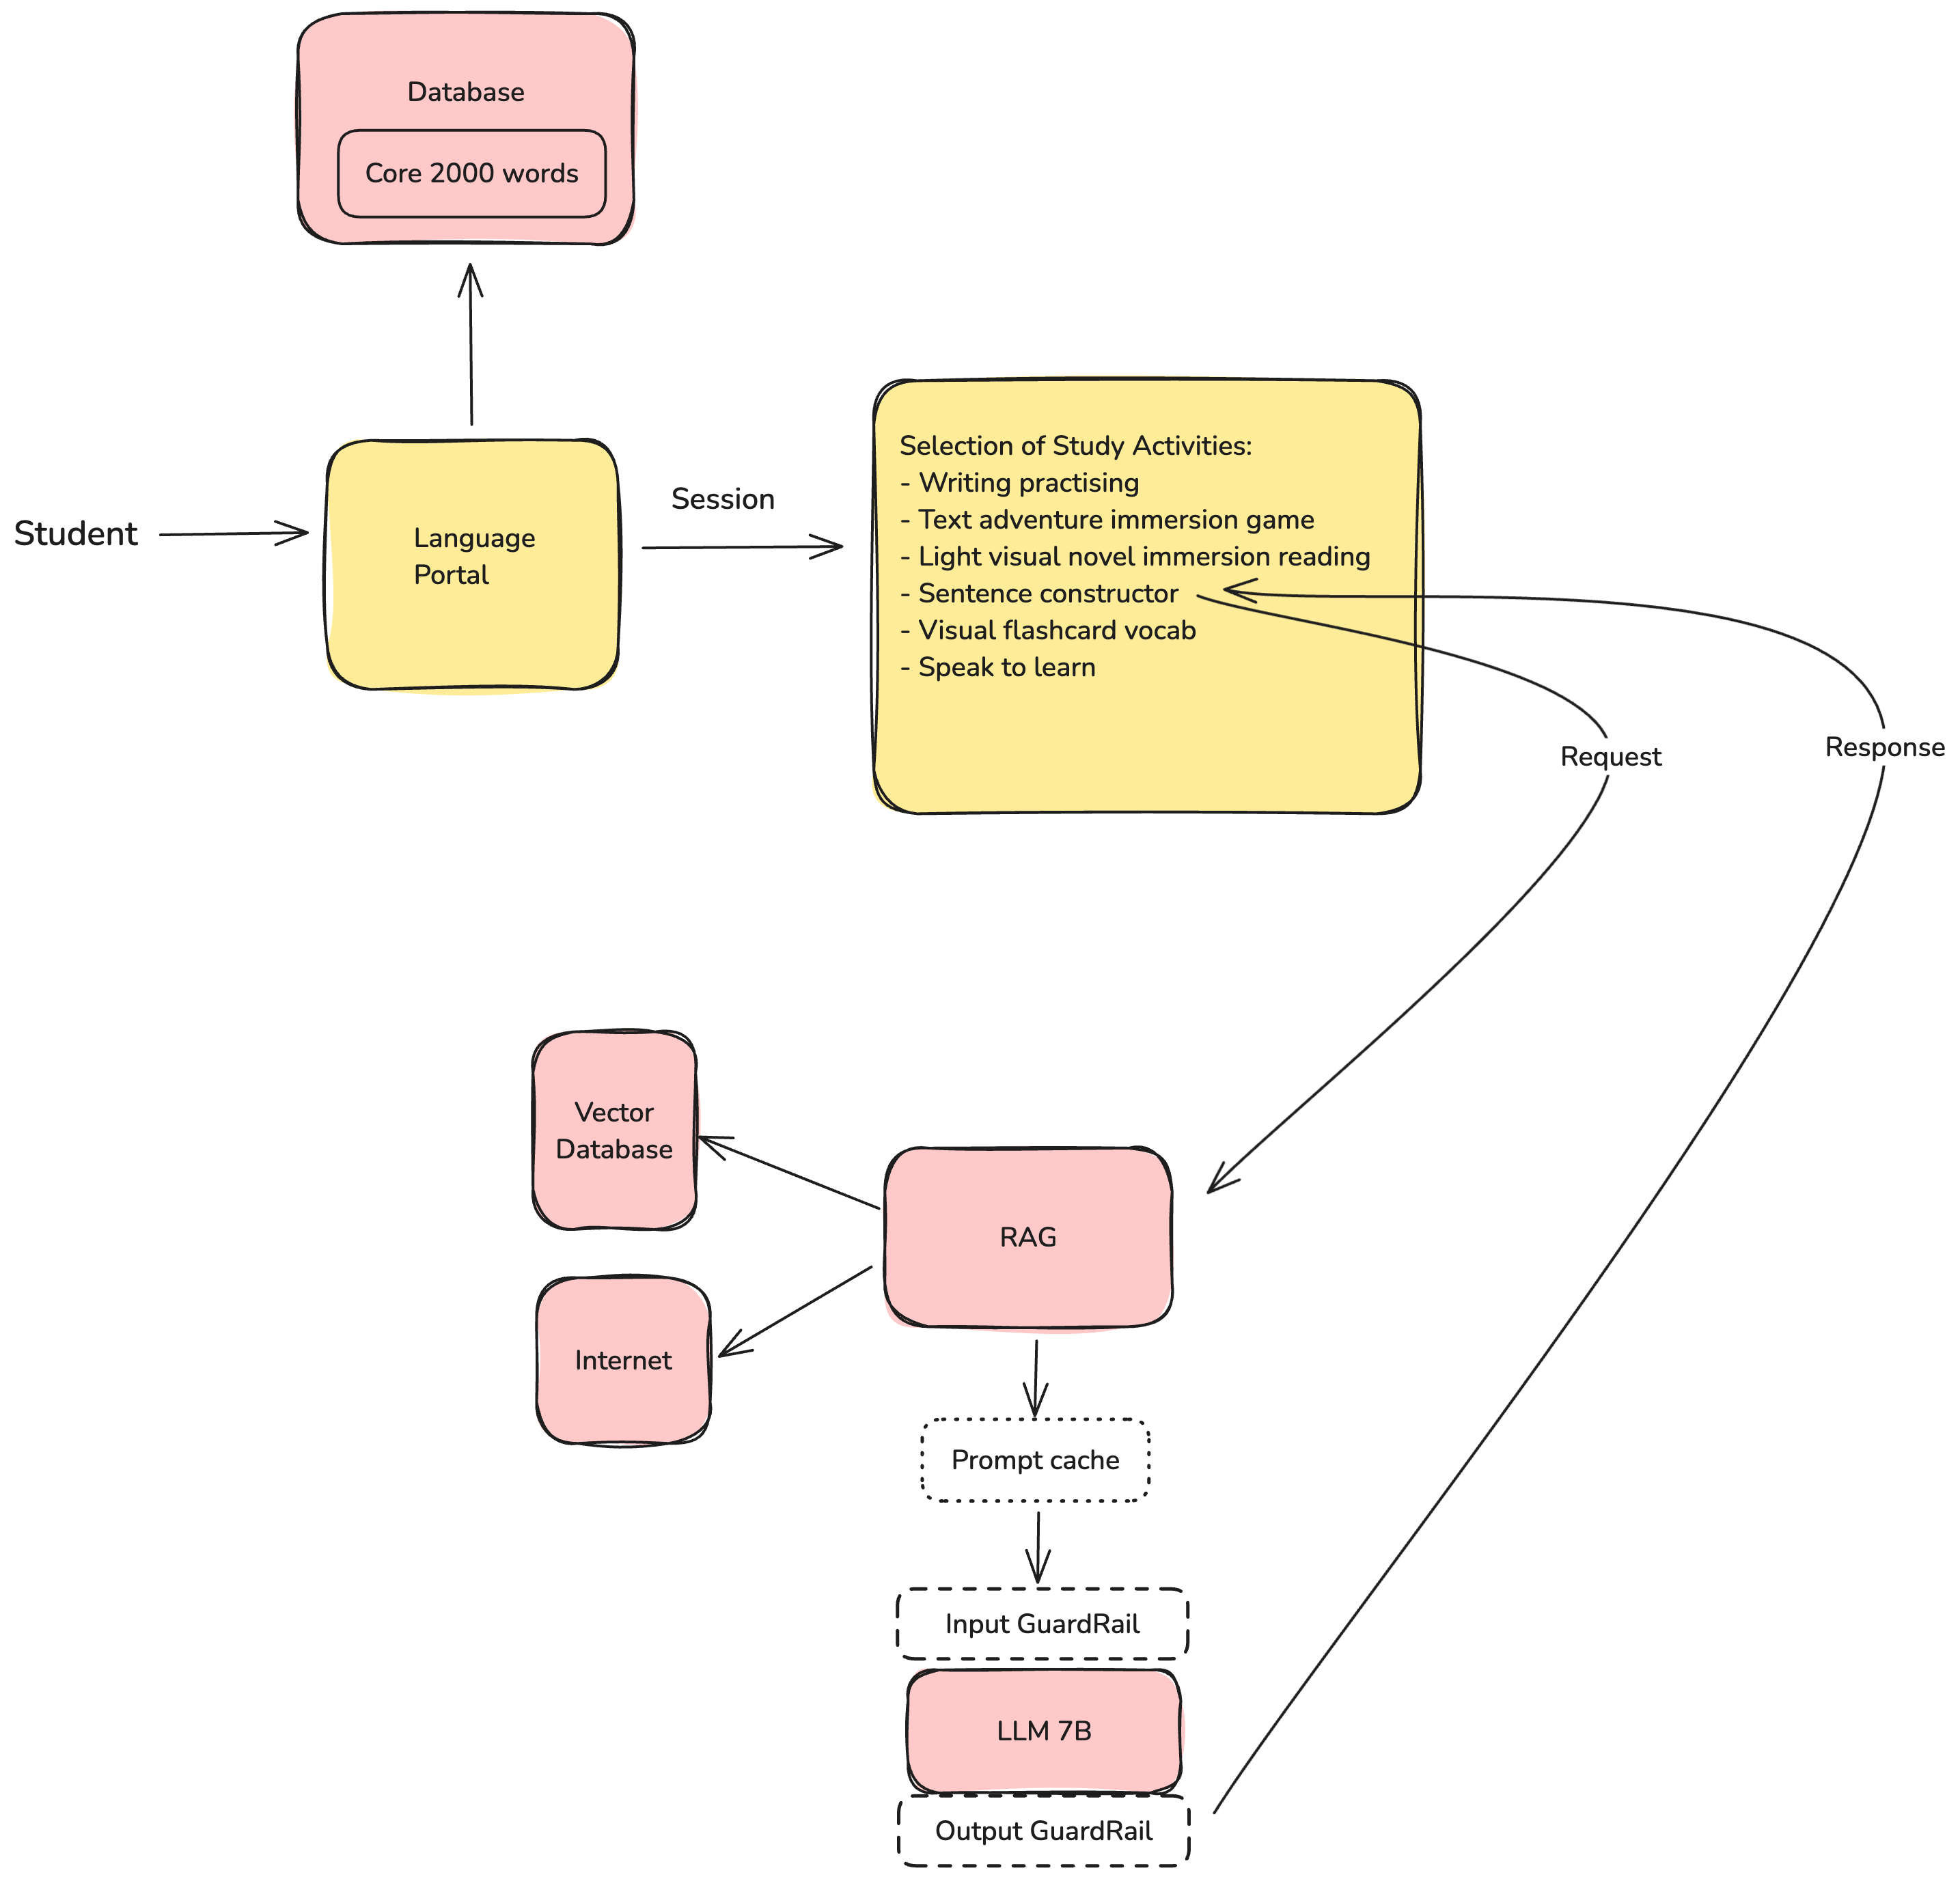 Database
Core 2000 words
Student
Language
Portal
Session
Selection of Study Activities:
- Writing practising
- Text adventure immersion game
- Light visual novel immersion reading
- Sentence constructor
- Visual flashcard vocab
- Speak to learn
Request
Response
Vector
Database
RAG
Internet
Prompt cache
Input GuardRail
LLM 7B
Output GuardRail